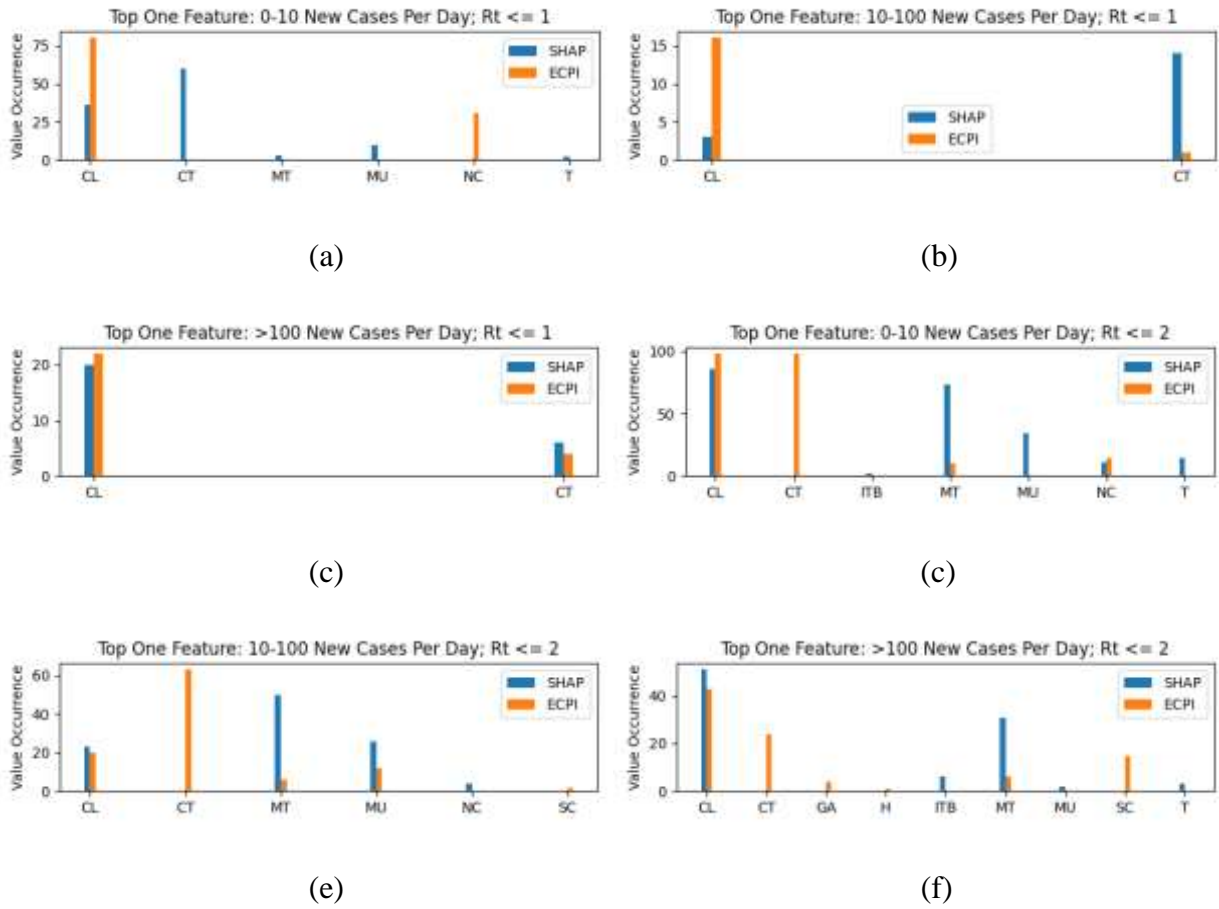 Top One Feature: 0-10 New Cases Per Day; Rt <= 1
Value Occurrence
75
50
25
0
SHAP
ECPI
CL CT MT MU NC T
(a)
Top One Feature: 10-100 New Cases Per Day; Rt <= 1
Value Occurrence
15
10
5
0
SHAP
ECPI
CL CT
(b)
Top One Feature: >100 New Cases Per Day; Rt <= 1
Value Occurrence
20
10
0
SHAP
ECPI
CL CT
(c)
Top One Feature: 0-10 New Cases Per Day; Rt <= 2
Value Occurrence
100
50
0
SHAP
ECPI
CL CT ITB MT MU NC T
(c)
Top One Feature: 10-100 New Cases Per Day; Rt <= 2
Value Occurrence
60
40
20
0
SHAP
ECPI
CL CT MT MU NC SC
(e)
Top One Feature: >100 New Cases Per Day; Rt <= 2
Value Occurrence
40
20
0
SHAP
ECPI
CL CT GA H ITB MT MU SC T
(f)